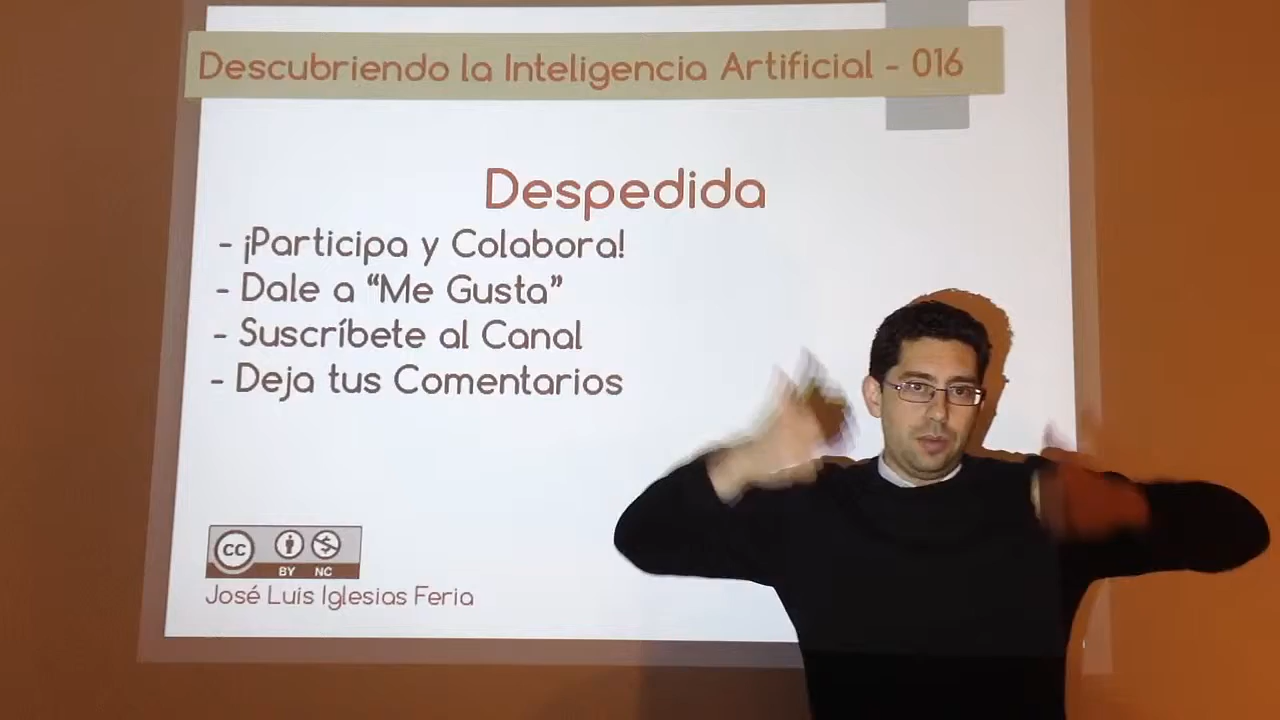 Descubriendo la Inteligencia Artificial - 016
Despedida
- ¡Participa y Colabora!
- Dale a “Me Gusta”
- Suscríbete al Canal
- Deja tus Comentarios
CC
BY NC
José Luis Iglesias Feria